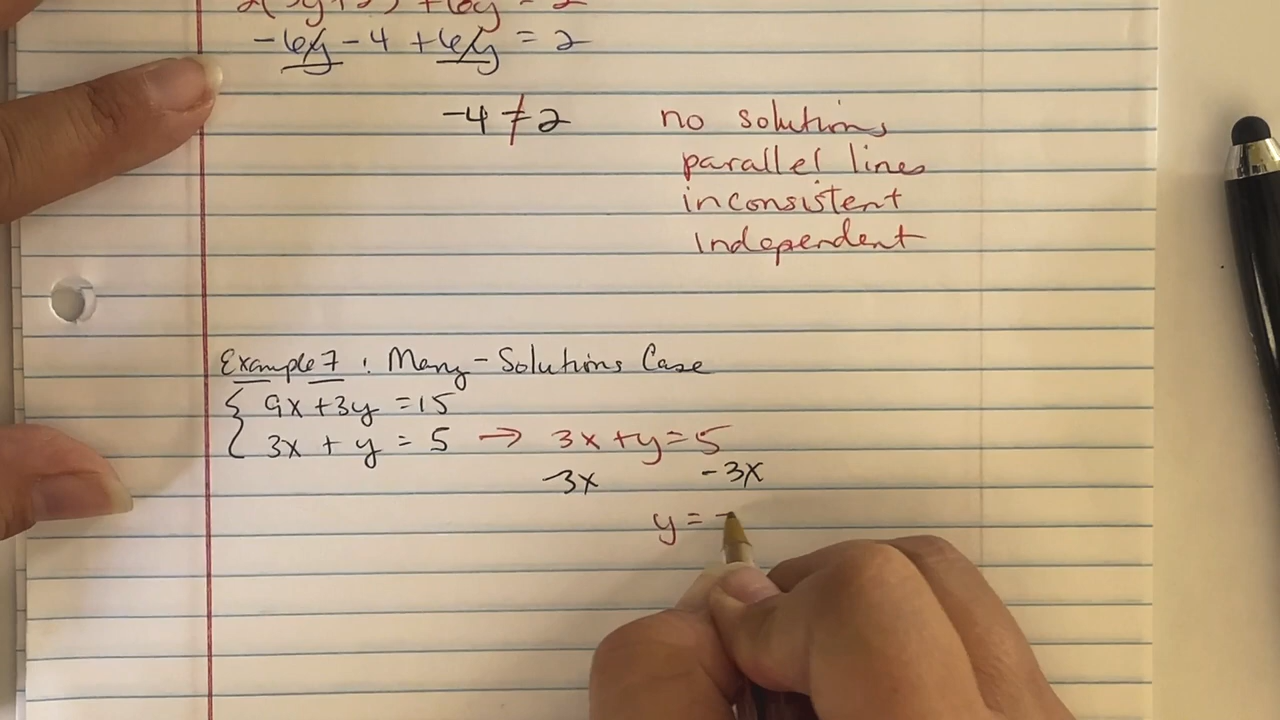 -6y - 4 + 6y = 2
-4 ≠ 2 no solutions
parallel lines
inconsistent
Independent
Example 7 : Many - Solutions Case
9x + 3y = 15
3x + y = 5 → 3x + y = 5
-3x -3x
y = -